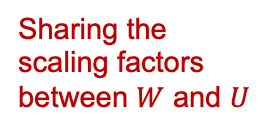 Sharing the
scaling factors
between W and U